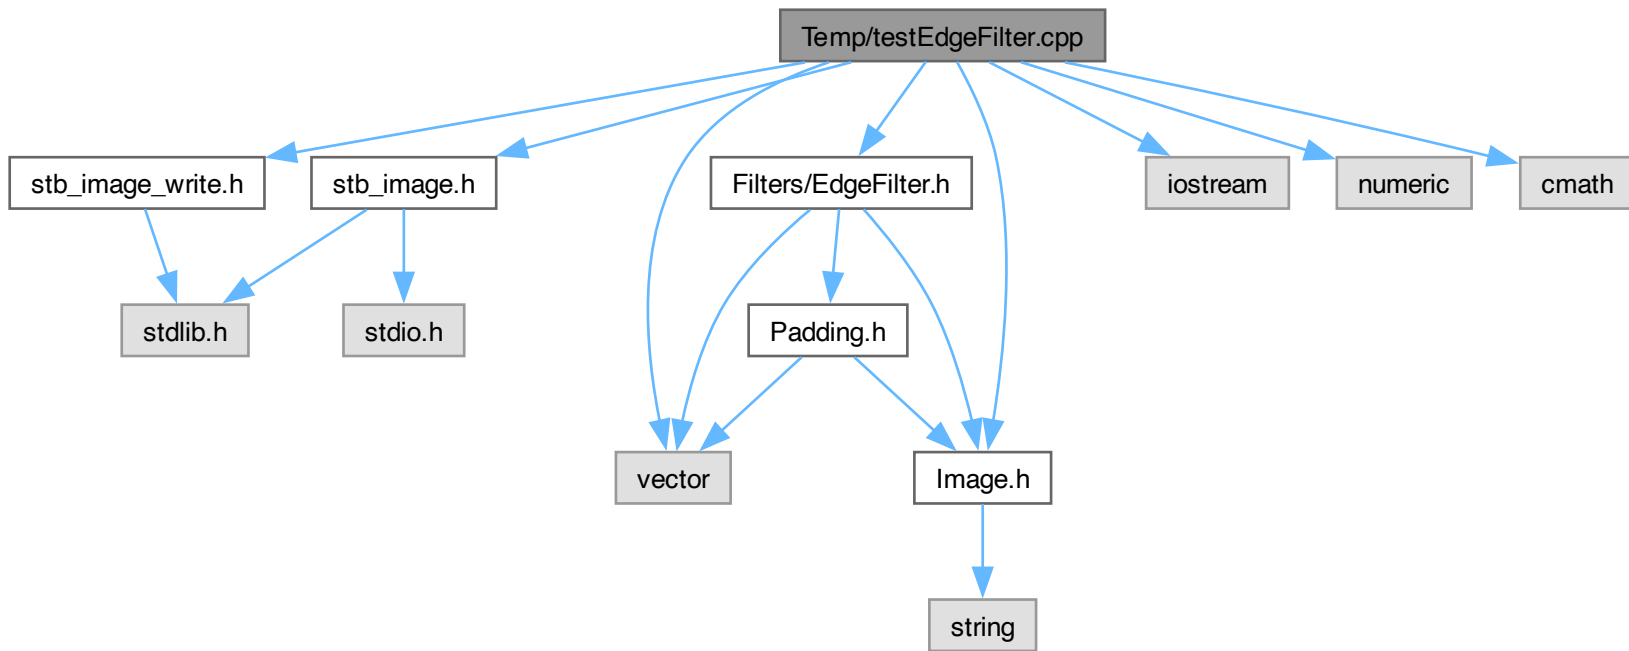 Temp/testEdgeFilter.cpp
stb_image_write.h
stb_image.h
Filters/EdgeFilter.h
iostream
numeric
cmath
stdlib.h
stdio.h
Padding.h
vector
Image.h
string